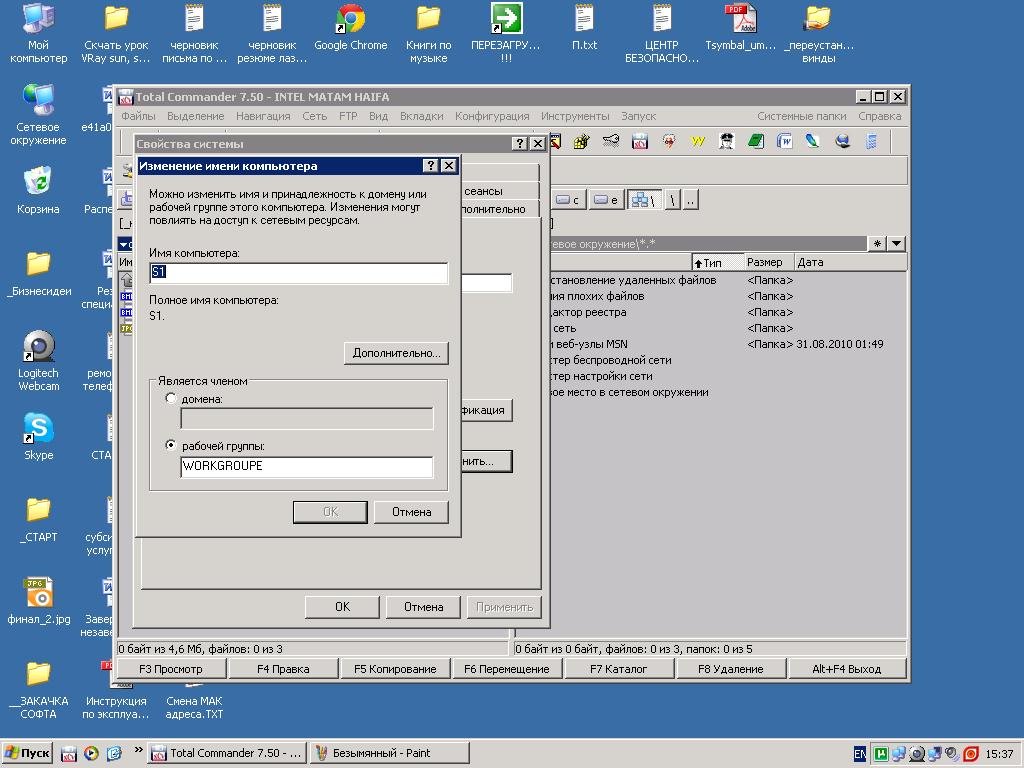 Мой
компьютер
Скчать урок
VRay sun, s...
черновик
письма по ...
черновик
резюме лаз...
Google Chrome
Книги по
музыке
ПЕРЕЗАГРУ...
!!!
П.txt
ЦЕНТР
БЕЗОПАСНО...
Tsymbal_um...
_переустан...
винды
Сетевое
окружение
e41a0
Корзина
Распе
_Бизнесидеи
Рез
специа
Logitech
Webcam
ремо
телеф
Skype
СТА
_СТАРТ
субси
услуг
финал_2.jpg
Завер
незаве
__ЗАКАЧКА
СОФТА
Инструкция
по эксплуа...
Смена МАК
адреса.TXT
Total Commander 7.50 - INTEL MATAM HAIFA
Файлы Выделение Навигация Сеть FTP Вид Вкладки Конфигурация Инструменты Запуск Системные папки Справка
Свойства системы
сеансы
полнительно
фикация
нить...
OK Отмена Применить
Изменение имени компьютера
Можно изменить имя и принадлежность к домену или
рабочей группе этого компьютера. Изменения могут
повлиять на доступ к сетевым ресурсам.
Имя компьютера:
S1
Полное имя компьютера:
S1.
Дополнительно...
Является членом
домена:
рабочей группы:
WORKGROUPE
OK Отмена
c e \ \ ..
тевое окружение\*.*
Им
Тип Размер Дата
становление удаленных файлов <Папка>
ния плохих файлов <Папка>
дактор реестра <Папка>
сеть <Папка>
и веб-узлы MSN <Папка> 31.08.2010 01:49
стер беспроводной сети
стер настройки сети
вое место в сетевом окружении
0 байт из 4,6 Мб, файлов: 0 из 3
0 байт из 0 байт, файлов: 0 из 3, папок: 0 из 5
F3 Просмотр F4 Правка F5 Копирование F6 Перемещение F7 Каталог F8 Удаление Alt+F4 Выход
Пуск
Total Commander 7.50 - ...
Безымянный - Paint
EN
15:37